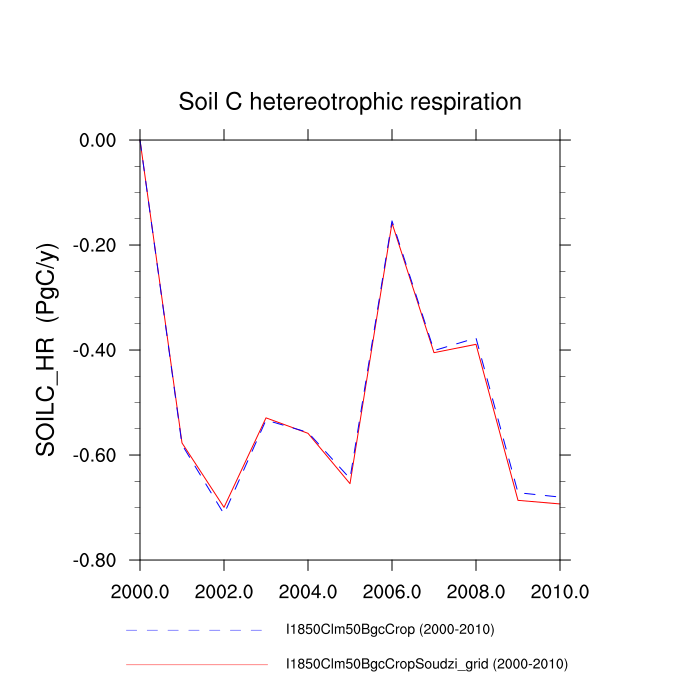 Soil C hetereotrophic respiration
SOILC_HR (PgC/y)
0.00
-0.20
-0.40
-0.60
-0.80
2000.0 2002.0 2004.0 2006.0 2008.0 2010.0
I1850Clm50BgcCrop (2000-2010)
I1850Clm50BgcCropSoudzi_grid (2000-2010)